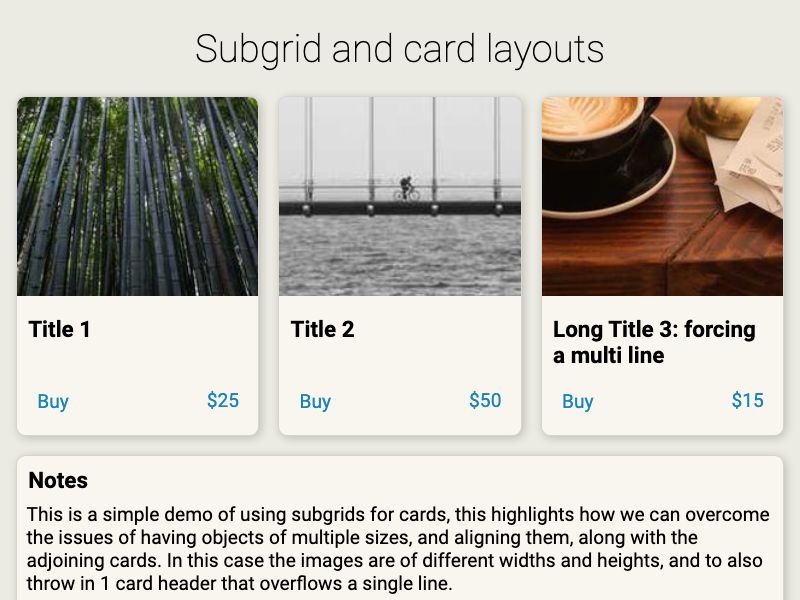 Subgrid and card layouts
Title 1
Title 2
Long Title 3: forcing
a multi line
Buy
$25
Buy
$50
Buy
$15
Notes
This is a simple demo of using subgrids for cards, this highlights how we can overcome
the issues of having objects of multiple sizes, and aligning them, along with the
adjoining cards. In this case the images are of different widths and heights, and to also
throw in 1 card header that overflows a single line.